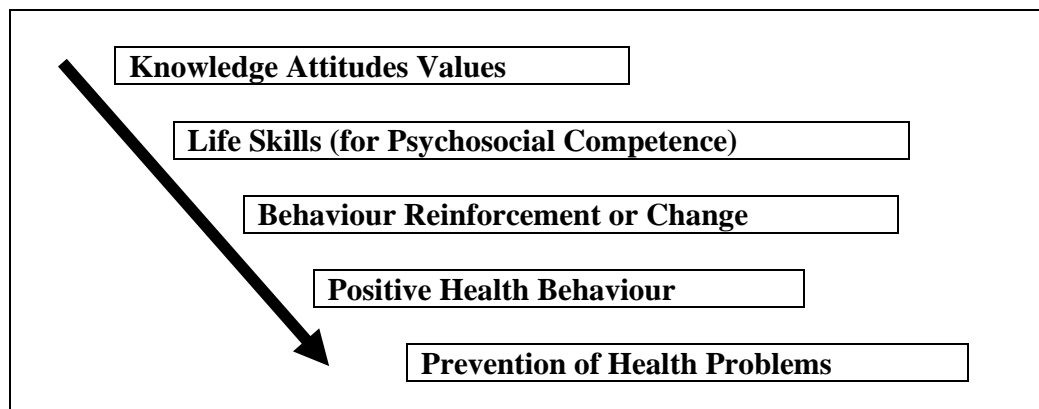 Knowledge Attitudes Values
Life Skills (for Psychosocial Competence)
Behaviour Reinforcement or Change
Positive Health Behaviour
Prevention of Health Problems